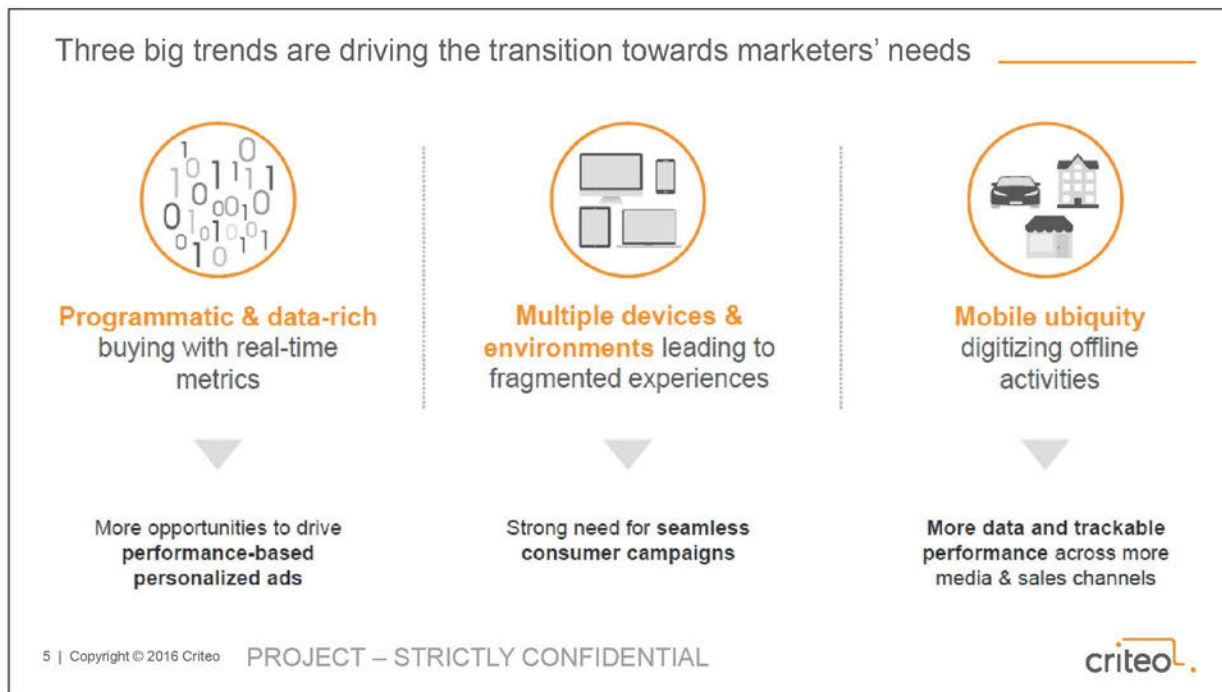 Three big trends are driving the transition towards marketers' needs
Programmatic & data-rich
buying with real-time
metrics
Multiple devices &
environments leading to
fragmented experiences
Mobile ubiquity
digitizing offline
activities
More opportunities to drive
performance-based
personalized ads
Strong need for seamless
consumer campaigns
More data and trackable
performance across more
media & sales channels
5 | Copyright © 2016 Criteo PROJECT – STRICTLY CONFIDENTIAL
criteo